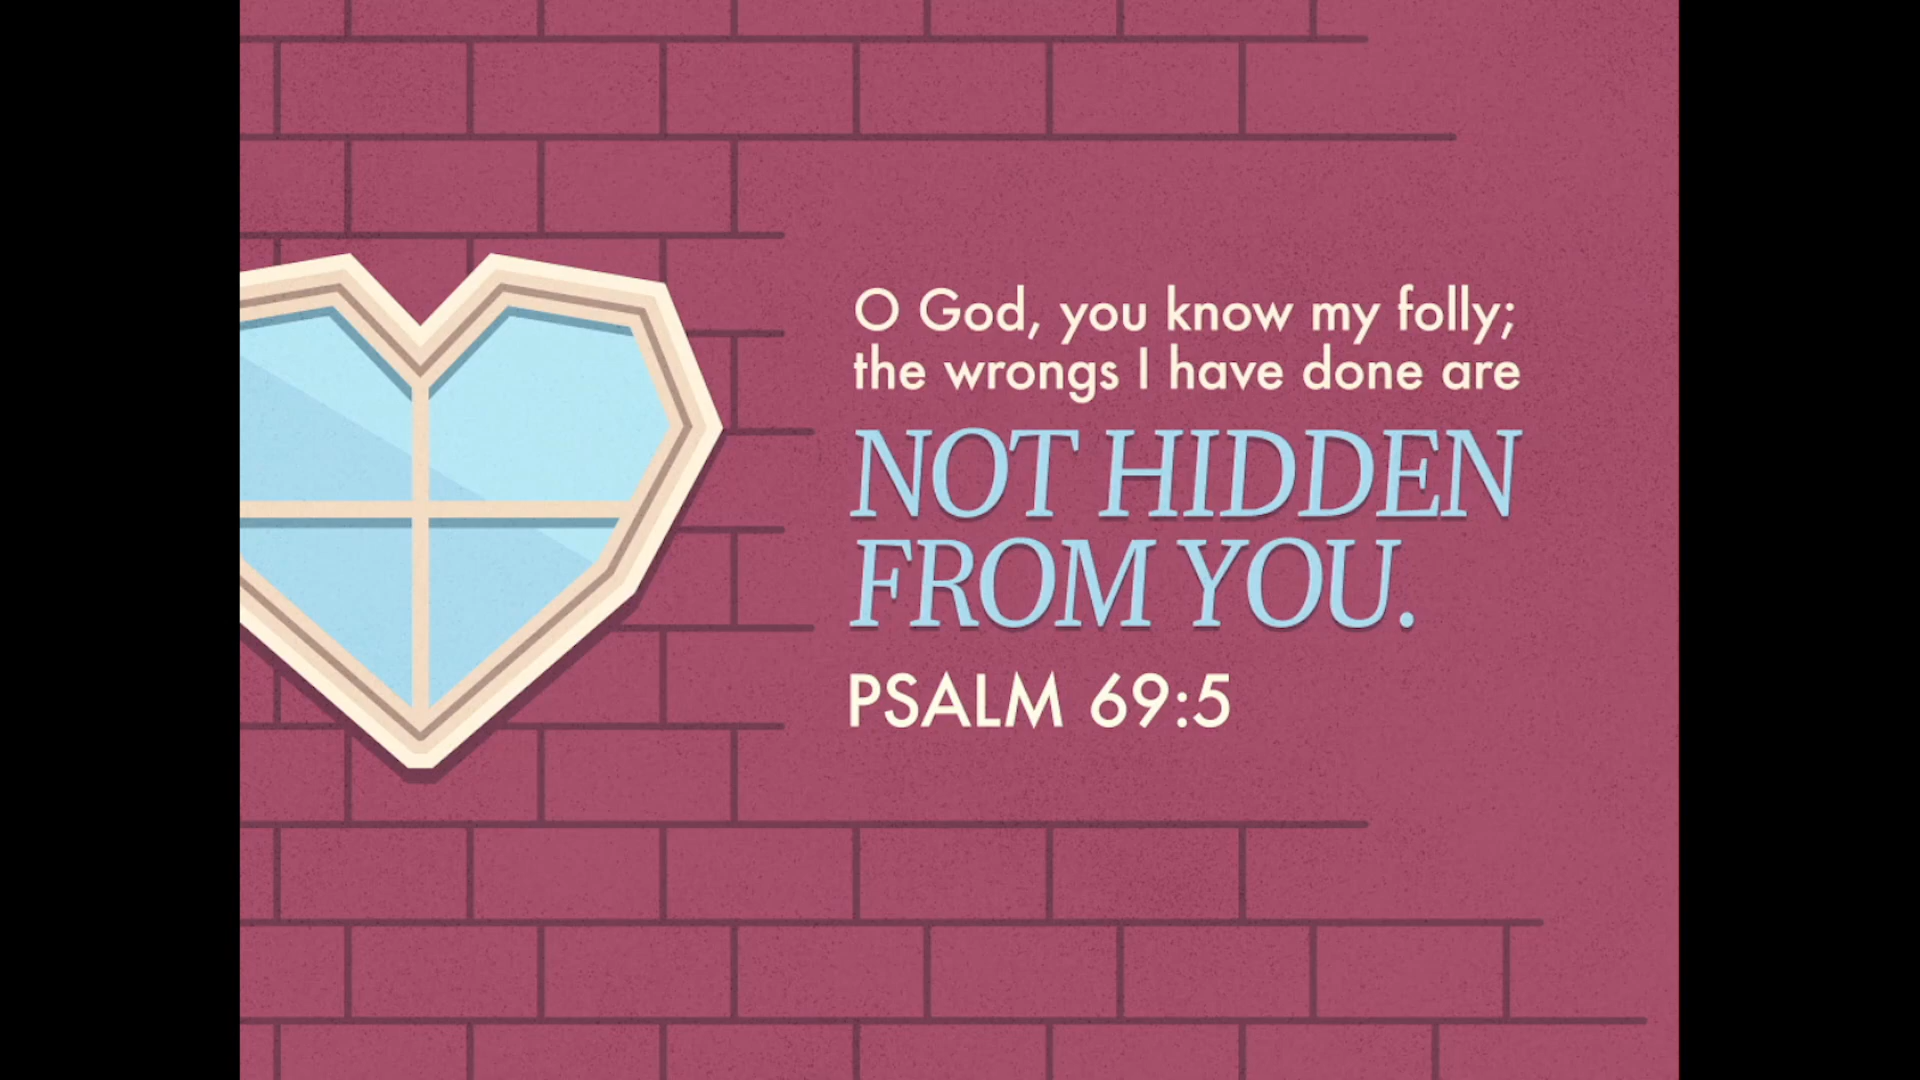 O God, you know my folly;
the wrongs I have done are
NOT HIDDEN
FROM YOU.
PSALM 69:5